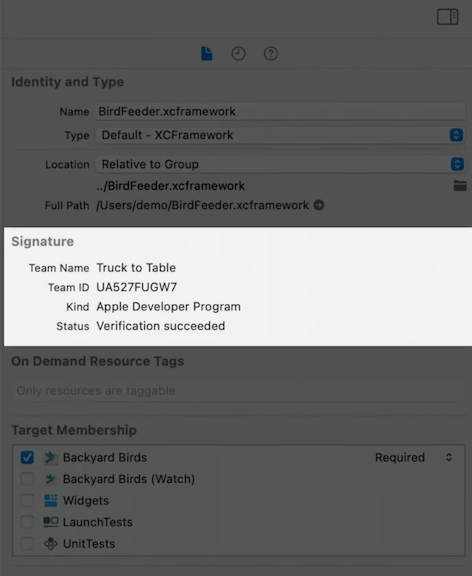 Identity and Type
Name BirdFeeder.xcframework
Type Default - XCFramework
Location Relative to Group
../BirdFeeder.xcframework
Full Path /Users/demo/BirdFeeder.xcframework
Signature
Team Name Truck to Table
Team ID UA527FUGW7
Kind Apple Developer Program
Status Verification succeeded
On Demand Resource Tags
Only resources are taggable
Target Membership
Backyard Birds Required
Backyard Birds (Watch)
Widgets
LaunchTests
UnitTests